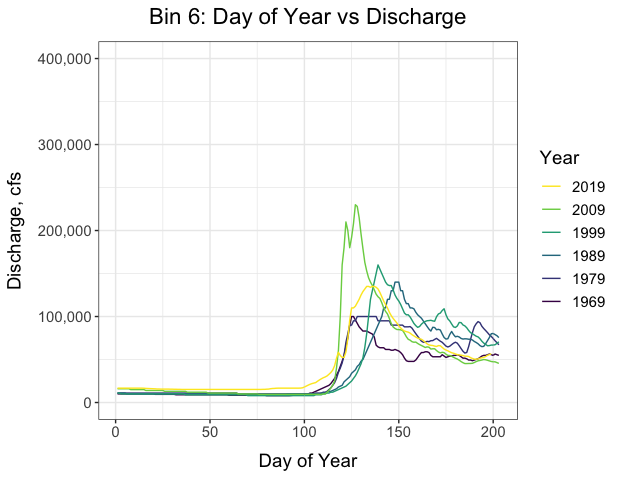 Bin 6: Day of Year vs Discharge
Discharge, cfs
400,000
300,000
200,000
100,000
0
0 50 100 150 200
Day of Year
Year
2019
2009
1999
1989
1979
1969